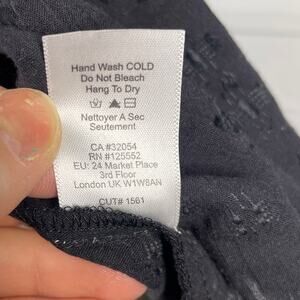 Hand Wash COLD
Do Not Bleach
Hang To Dry
Nettoyer A Sec
Seutement
CA #32054
RN #125552
EU: 24 Market Place
3rd Floor
London UK W1W8AN
CUT# 1561